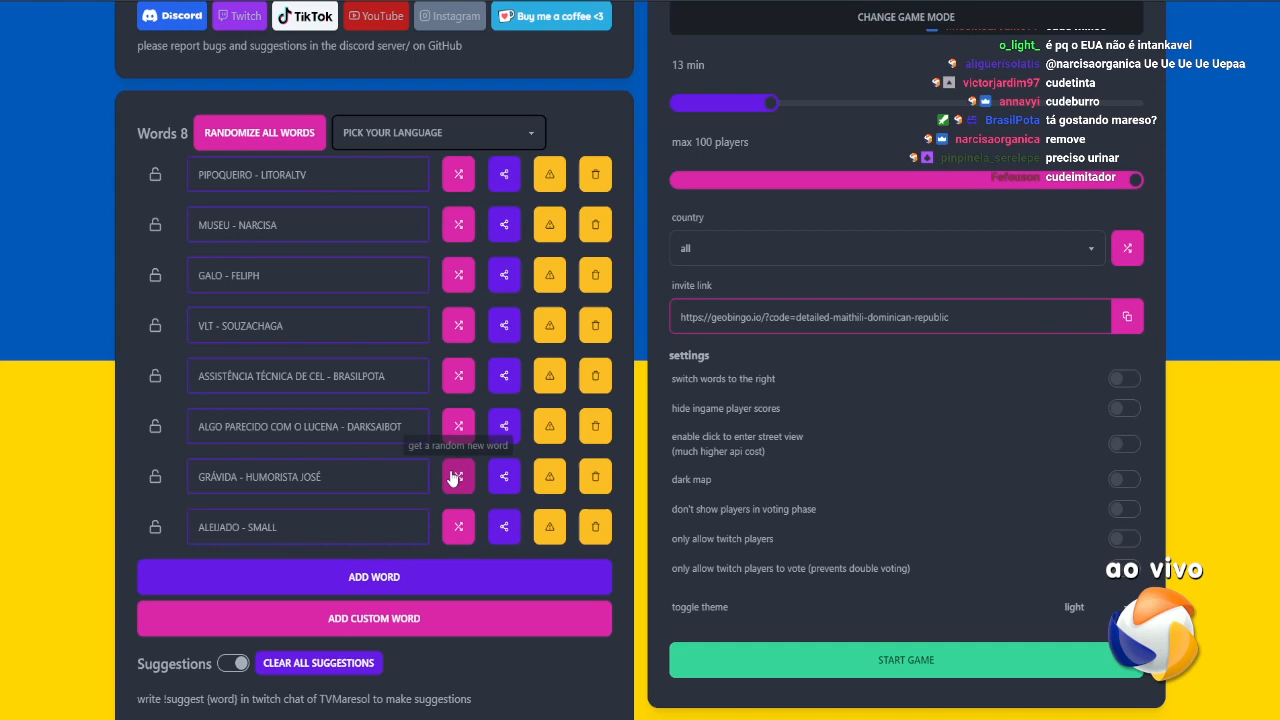 Discord
Twitch
TikTok
YouTube
Instagram
Buy me a coffee <3
please report bugs and suggestions in the discord server/ on GitHub
Words 8
RANDOMIZE ALL WORDS
PICK YOUR LANGUAGE
PIPOQUEIRO - LITORALTV
MUSEU - NARCISA
GALO - FELIPH
VLT - SOUZACHAGA
ASSISTÊNCIA TÉCNICA DE CEL - BRASILPOTA
ALGO PARECIDO COM O LUCENA - DARKSAIBOT
get a random new word
GRÁVIDA - HUMORISTA JOSÉ
ALEIJADO - SMALL
ADD WORD
ADD CUSTOM WORD
Suggestions
CLEAR ALL SUGGESTIONS
write !suggest {word} in twitch chat of TVMaresol to make suggestions
CHANGE GAME MODE
o_light_ é pq o EUA não é intankavel
13 min
aliguerisolatis @narcisaorganica Ue Ue Ue Ue Uepaa
victorjardim97 cudetinta
annavyi cudeburro
BrasilPota tá gostando mareso?
max 100 players
narcisaorganica remove
pinpinela_serelepe preciso urinar
Fefeuson cudeimitador
country
all
invite link
https://geobingo.io/?code=detailed-maithili-dominican-republic
settings
switch words to the right
hide ingame player scores
enable click to enter street view
(much higher api cost)
dark map
don't show players in voting phase
only allow twitch players
only allow twitch players to vote (prevents double voting)
ao vivo
toggle theme
light
START GAME